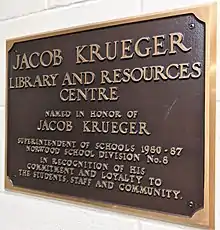 JACOB KRUEGER
LIBRARY AND RESOURCES
CENTRE
NAMED IN HONOR OF
JACOB KRUEGER
SUPERINTENDENT OF SCHOOLS 1980-87
NORWOOD SCHOOL DIVISION No. 8
IN RECOGNITION OF HIS
COMMITMENT AND LOYALTY TO
THE STUDENTS, STAFF AND COMMUNITY.